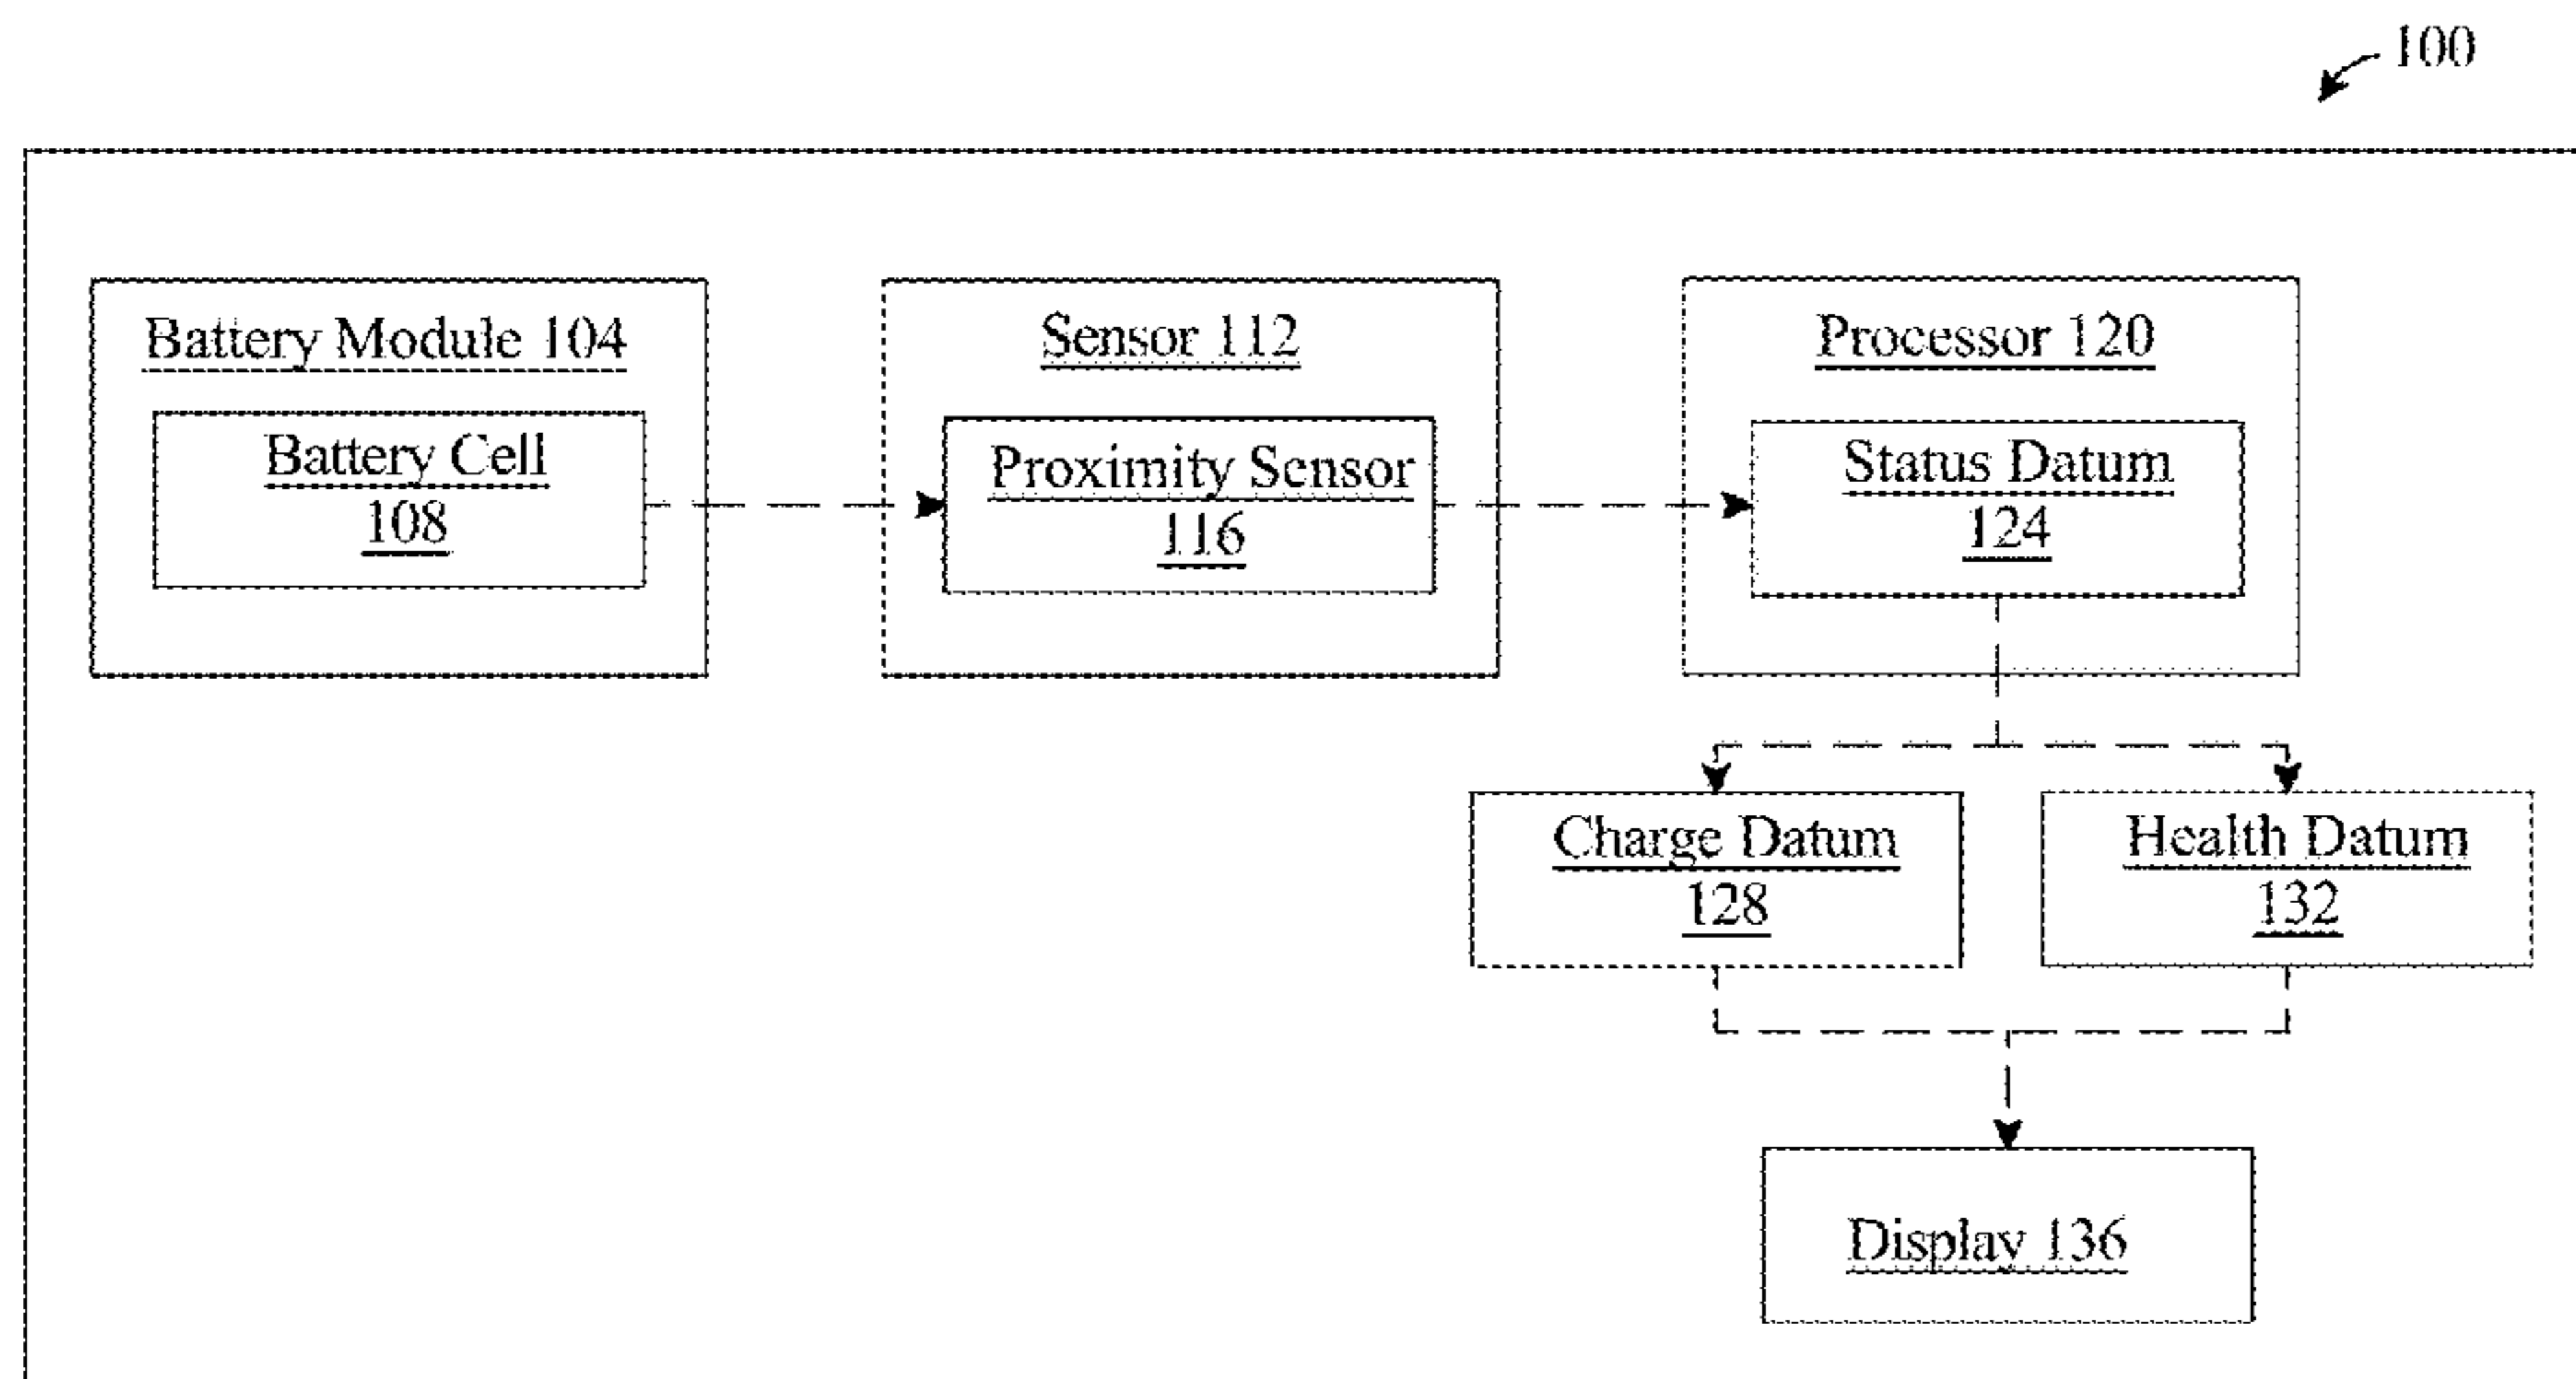 100
Battery Module 104
Sensor 112
Processor 120
Battery Cell
108
Proximity Sensor
116
Status Datum
124
Charge Datum
128
Health Datum
132
Display 136